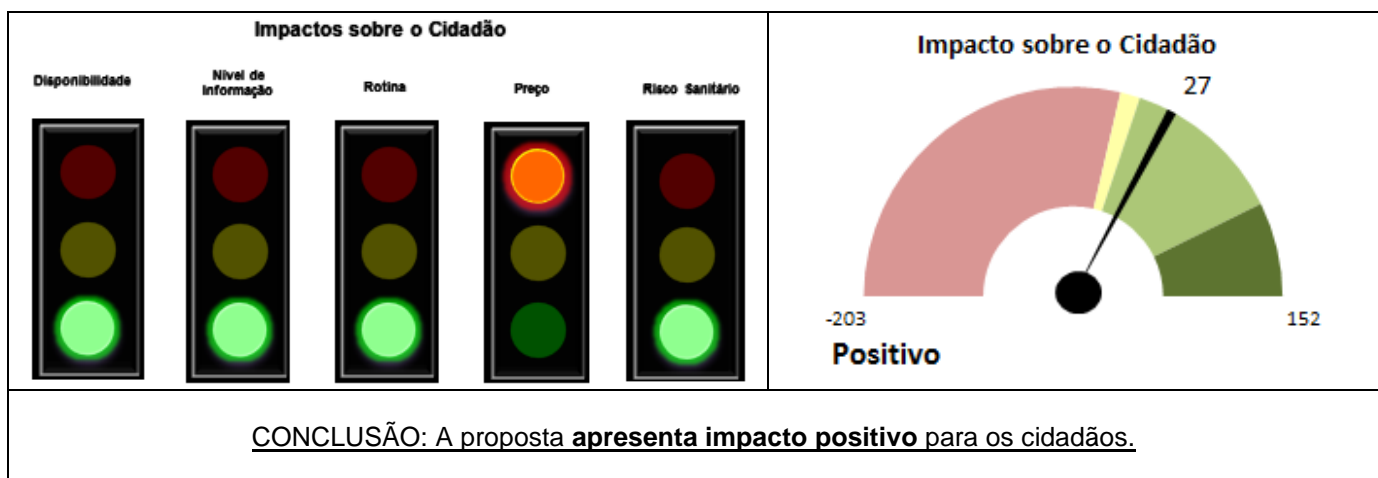 Impactos sobre o Cidadão
Disponibilidade
Nível de
Informação
Rotina
Preço
Risco Sanitário
Impacto sobre o Cidadão
27
-203
152
Positivo
CONCLUSÃO: A proposta apresenta impacto positivo para os cidadãos.